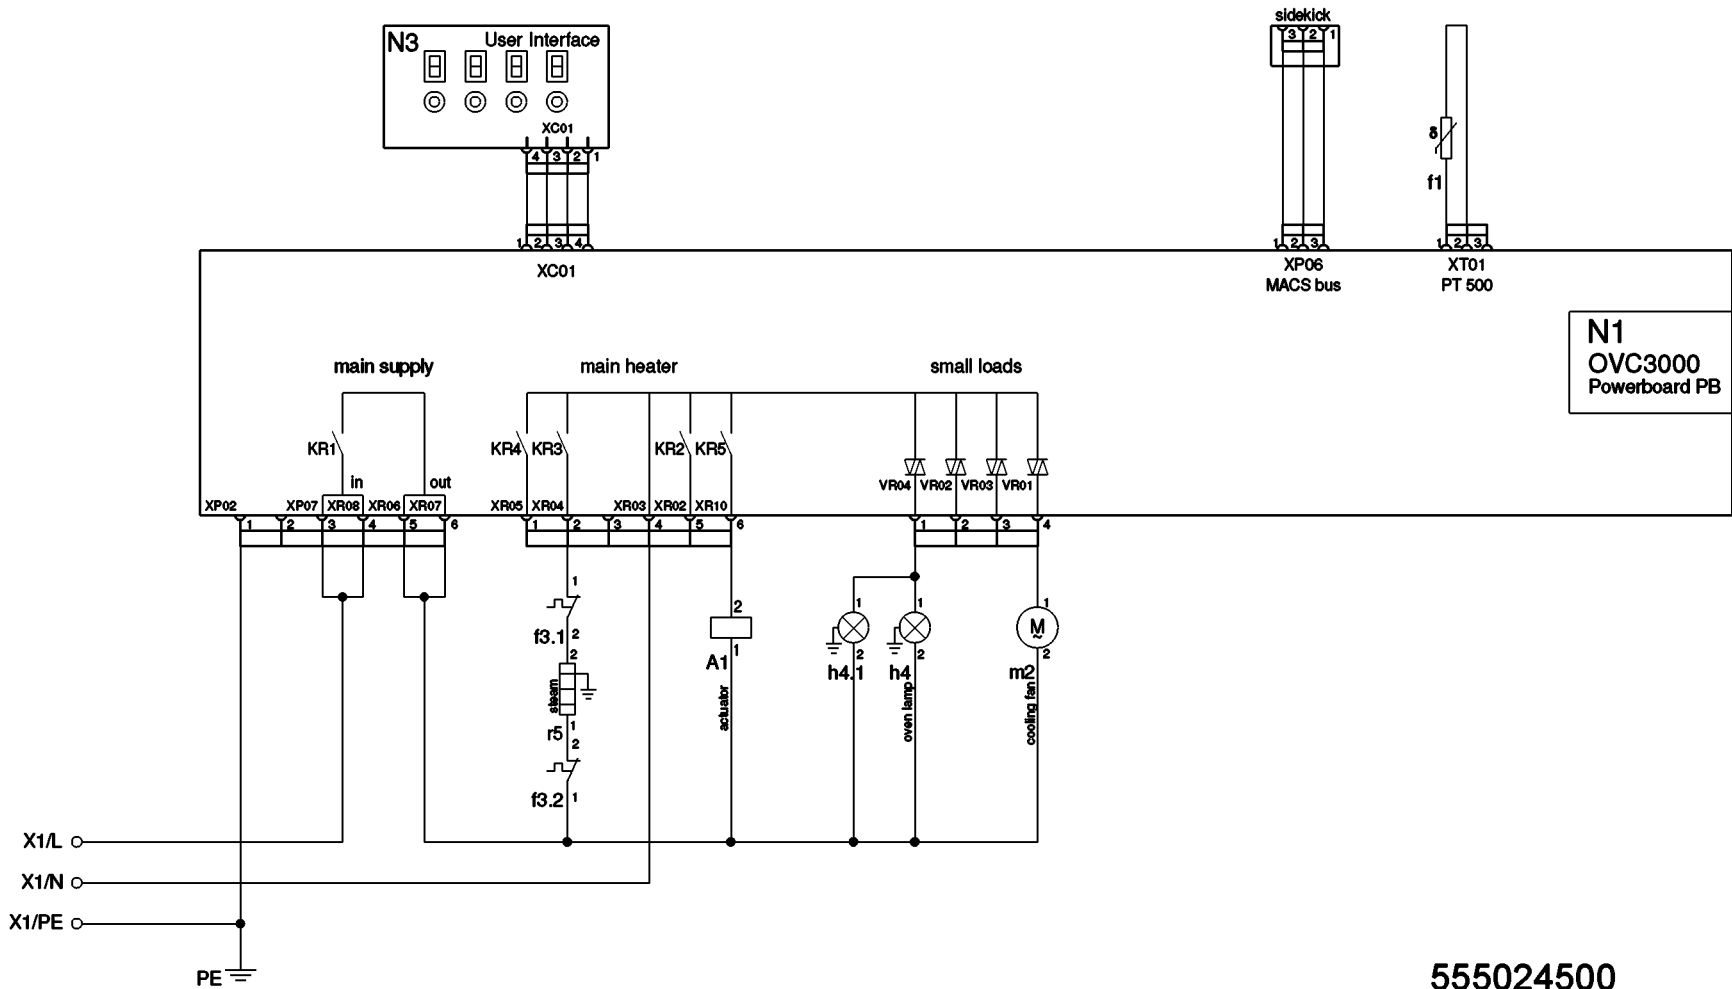 sidekick
3 2 1
N3 User Interface
XC01
4 3 2 1
δ
f1
1 2 3 4
1 2 3
1 2 3
XC01
XP06
MACS bus
XT01
PT 500
N1
OVC3000
Powerboard PB
main supply
main heater
small loads
KR1
KR4 KR3
KR2 KR5
in
out
VR04 VR02 VR03 VR01
XP02 XP07 XR08 XR06 XR07
XR05 XR04 XR03 XR02 XR10
1 2 3 4 5 6
1 2 3 4 5 6
1 2 3 4
1
f3.1 2
2
steam
1
r5
2
f3.2 1
2
A1 1
actuator
1
2
h4.1
1
2
h4
oven lamp
1
M
~
2
m2
cooling fan
X1/L
X1/N
X1/PE
PE
555024500